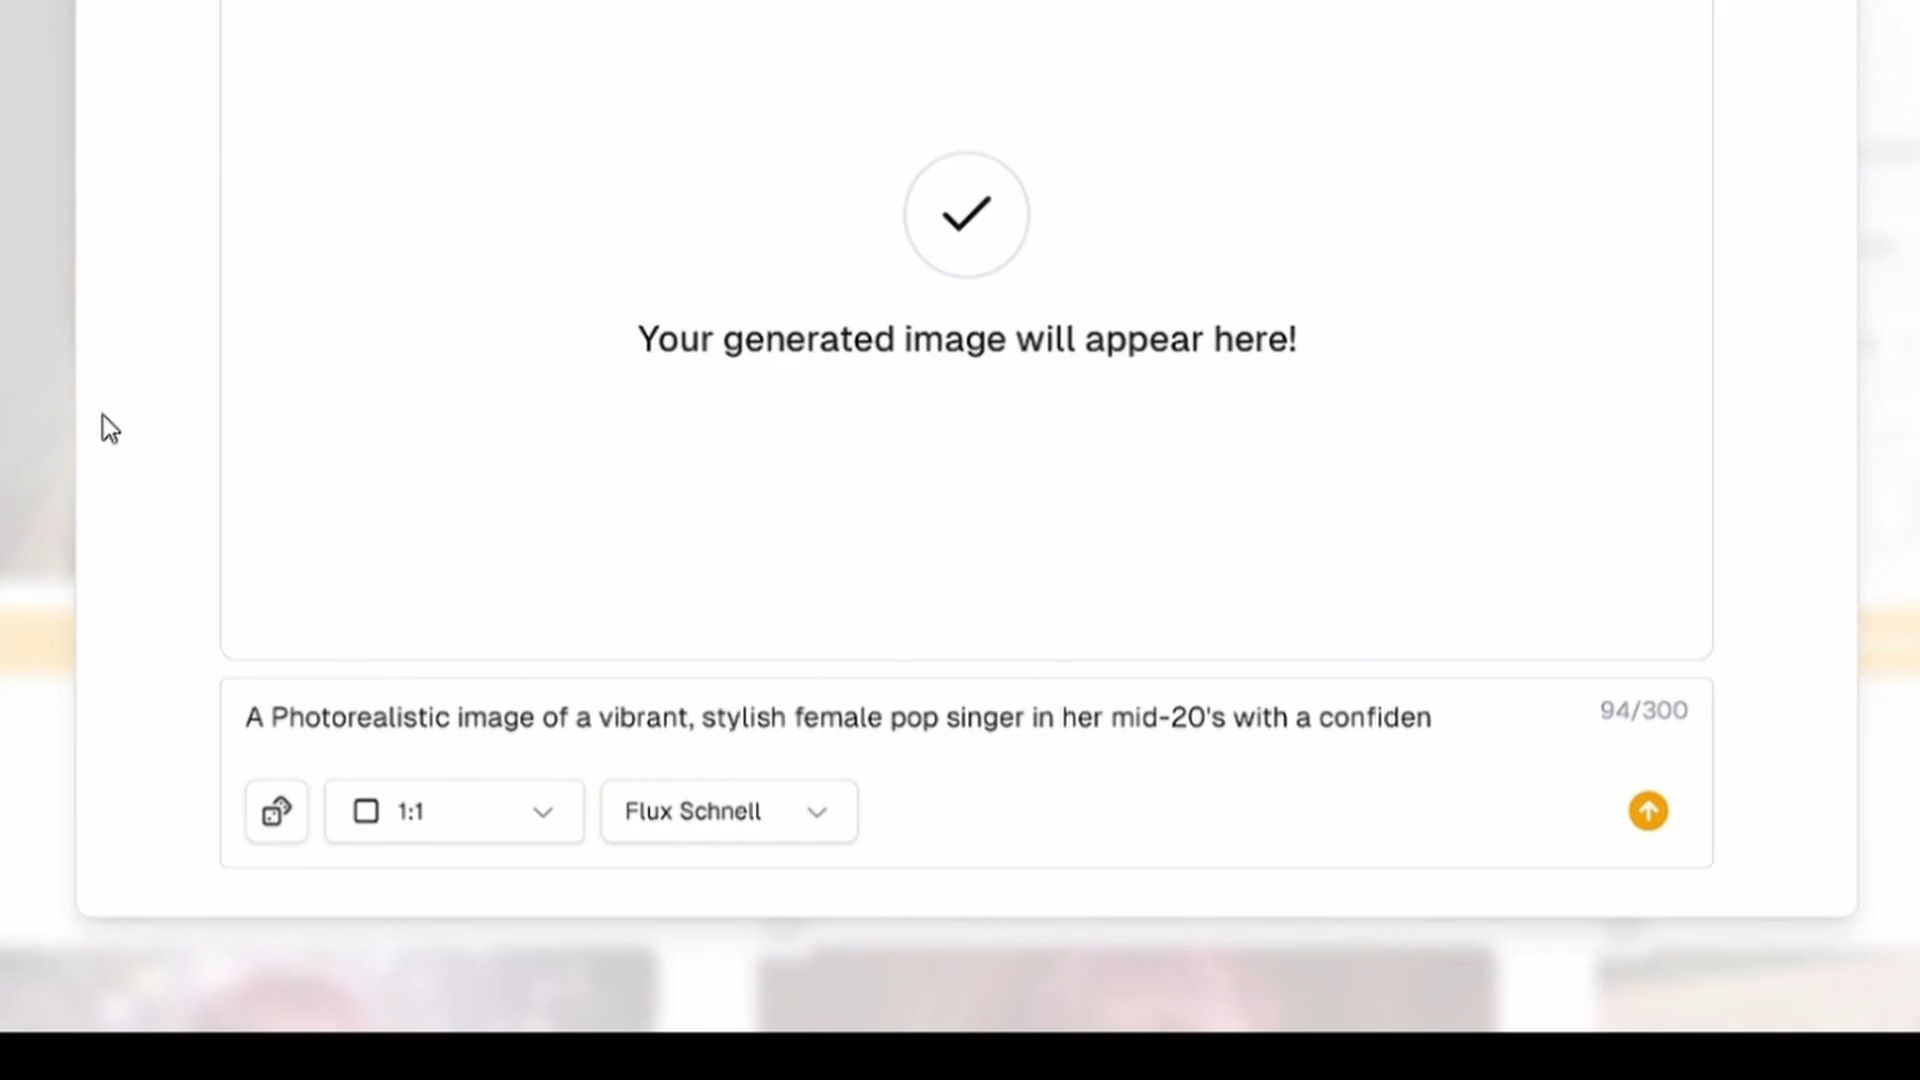 Your generated image will appear here!
A Photorealistic image of a vibrant, stylish female pop singer in her mid-20's with a confiden
94/300
1:1
Flux Schnell